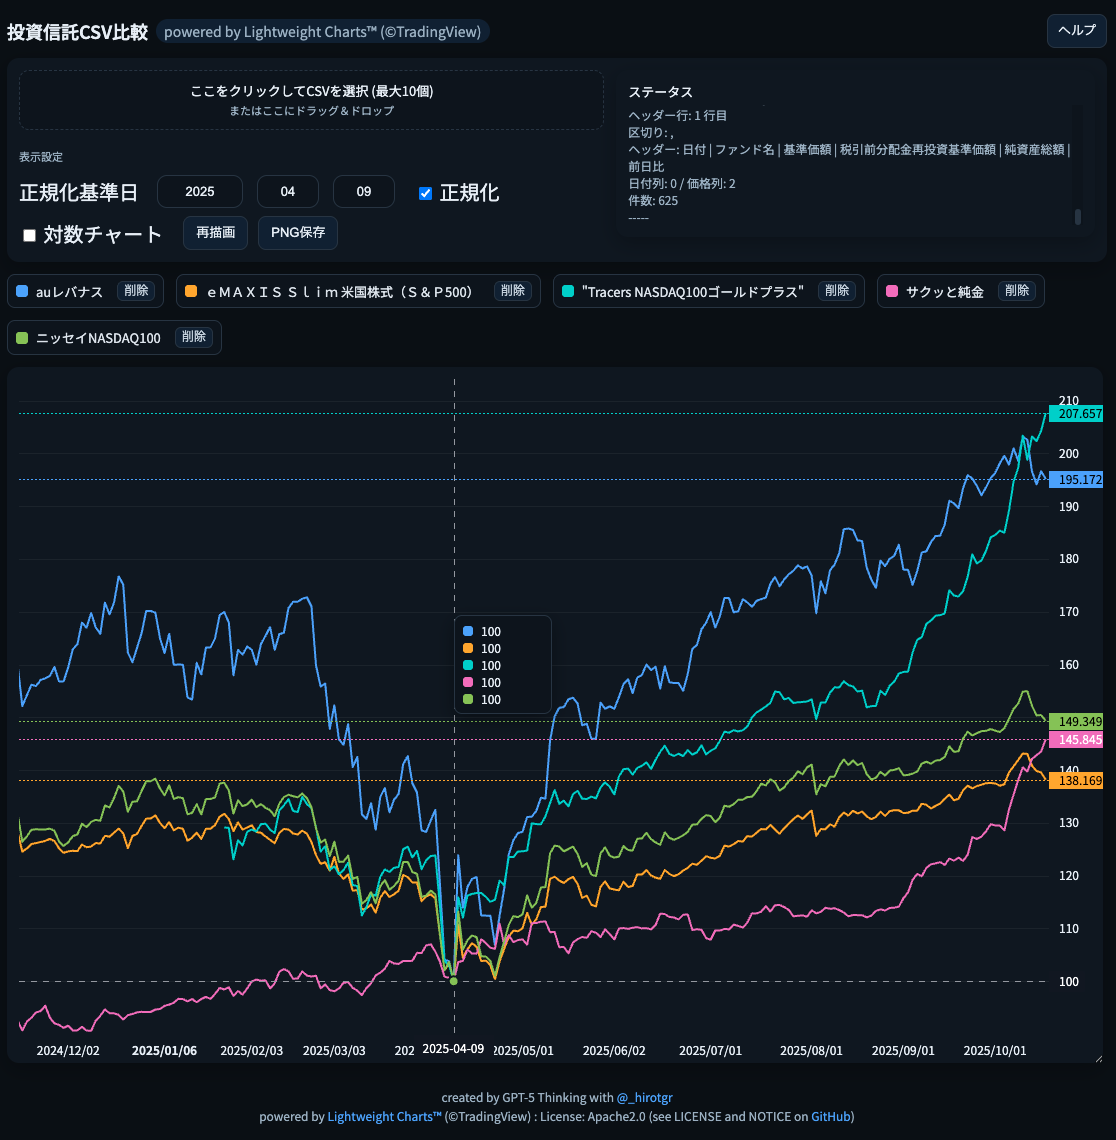 投資信託CSV比較 powered by Lightweight Charts™ (©TradingView) ヘルプ
ここをクリックしてCSVを選択 (最大10個)
またはここにドラッグ＆ドロップ
表示設定
正規化基準日 2025 04 09 正規化
対数チャート 再描画 PNG保存
ステータス
ヘッダー行: 1 行目
区切り: ,
ヘッダー: 日付 | ファンド名 | 基準価額 | 税引前分配金再投資基準価額 | 純資産総額 |
前日比
日付列: 0 / 価格列: 2
件数: 625
-----
auレバナス 削除 ｅＭＡＸＩＳ Ｓｌｉｍ 米国株式（Ｓ＆Ｐ500） 削除 "Tracers NASDAQ100ゴールドプラス" 削除 サクッと純金 削除
ニッセイNASDAQ100 削除
210
207.657
200
195.172
190
180
170
160
149.349
145.845
140
138.169
130
120
110
100
100
100
100
100
100
2024/12/02 2025/01/06 2025/02/03 2025/03/03 202 2025-04-09 2025/05/01 2025/06/02 2025/07/01 2025/08/01 2025/09/01 2025/10/01
created by GPT-5 Thinking with @_hirotgr
powered by Lightweight Charts™ (©TradingView) : License: Apache2.0 (see LICENSE and NOTICE on GitHub)